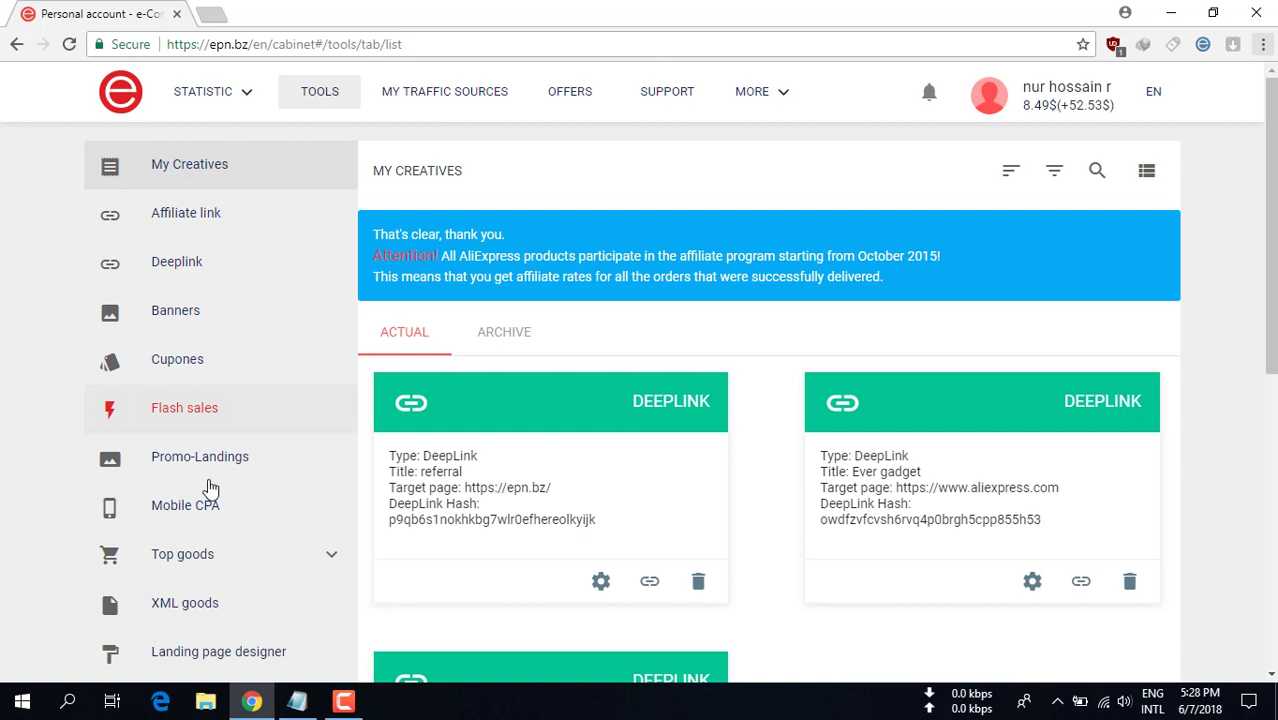 Personal account - e-Con
Secure
https://epn.bz/en/cabinet#/tools/tab/list
1
e
STATISTIC
TOOLS
MY TRAFFIC SOURCES
OFFERS
SUPPORT
MORE
nur hossain r
8.49$(+52.53$)
EN
My Creatives
Affiliate link
Deeplink
Banners
Cupones
Flash sales
Promo-Landings
Mobile CPA
Top goods
XML goods
Landing page designer
MY CREATIVES
That's clear, thank you.
Attention! All AliExpress products participate in the affiliate program starting from October 2015!
This means that you get affiliate rates for all the orders that were successfully delivered.
ACTUAL
ARCHIVE
DEEPLINK
Type: DeepLink
Title: referral
Target page: https://epn.bz/
DeepLink Hash:
p9qb6s1nokhkbg7wlr0efhereolkyijk
DEEPLINK
Type: DeepLink
Title: Ever gadget
Target page: https://www.aliexpress.com
DeepLink Hash:
owdfzvfcvsh6rvq4p0brgh5cpp855h53
DEEPLINK
0.0 kbps
0.0 kbps
ENG
INTL
5:28 PM
6/7/2018